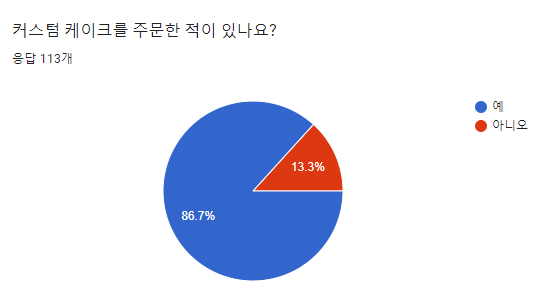 커스텀 케이크를 주문한 적이 있나요?
응답 113개
예
아니오
13.3%
86.7%